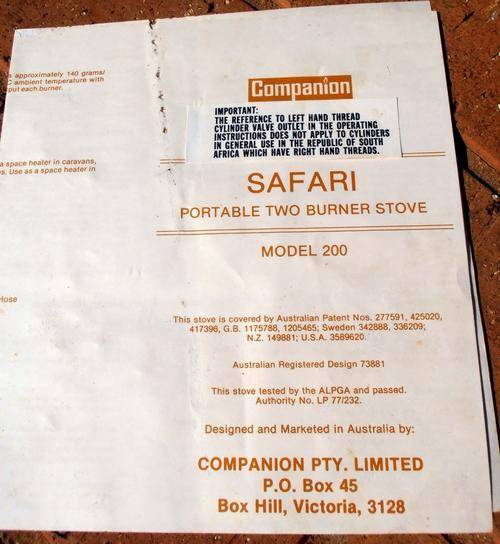 s approximately 140 grams/
C ambient temperature with
put each burner.
a space heater in caravans,
s. Use as a space heater in
Hose
Companion
IMPORTANT:
THE REFERENCE TO LEFT HAND THREAD
CYLINDER VALVE OUTLET IN THE OPERATING
INSTRUCTIONS DOES NOT APPLY TO CYLINDERS
IN GENERAL USE IN THE REPUBLIC OF SOUTH
AFRICA WHICH HAVE RIGHT HAND THREADS.
SAFARI
PORTABLE TWO BURNER STOVE
MODEL 200
This stove is covered by Australian Patent Nos. 277591, 425020,
417396, G.B. 1175788, 1205465; Sweden 342888, 336209;
N.Z. 149881; U.S.A. 3589620.
Australian Registered Design 73881
This stove tested by the ALPGA and passed.
Authority No. LP 77/232.
Designed and Marketed in Australia by:
COMPANION PTY. LIMITED
P.O. Box 45
Box Hill, Victoria, 3128